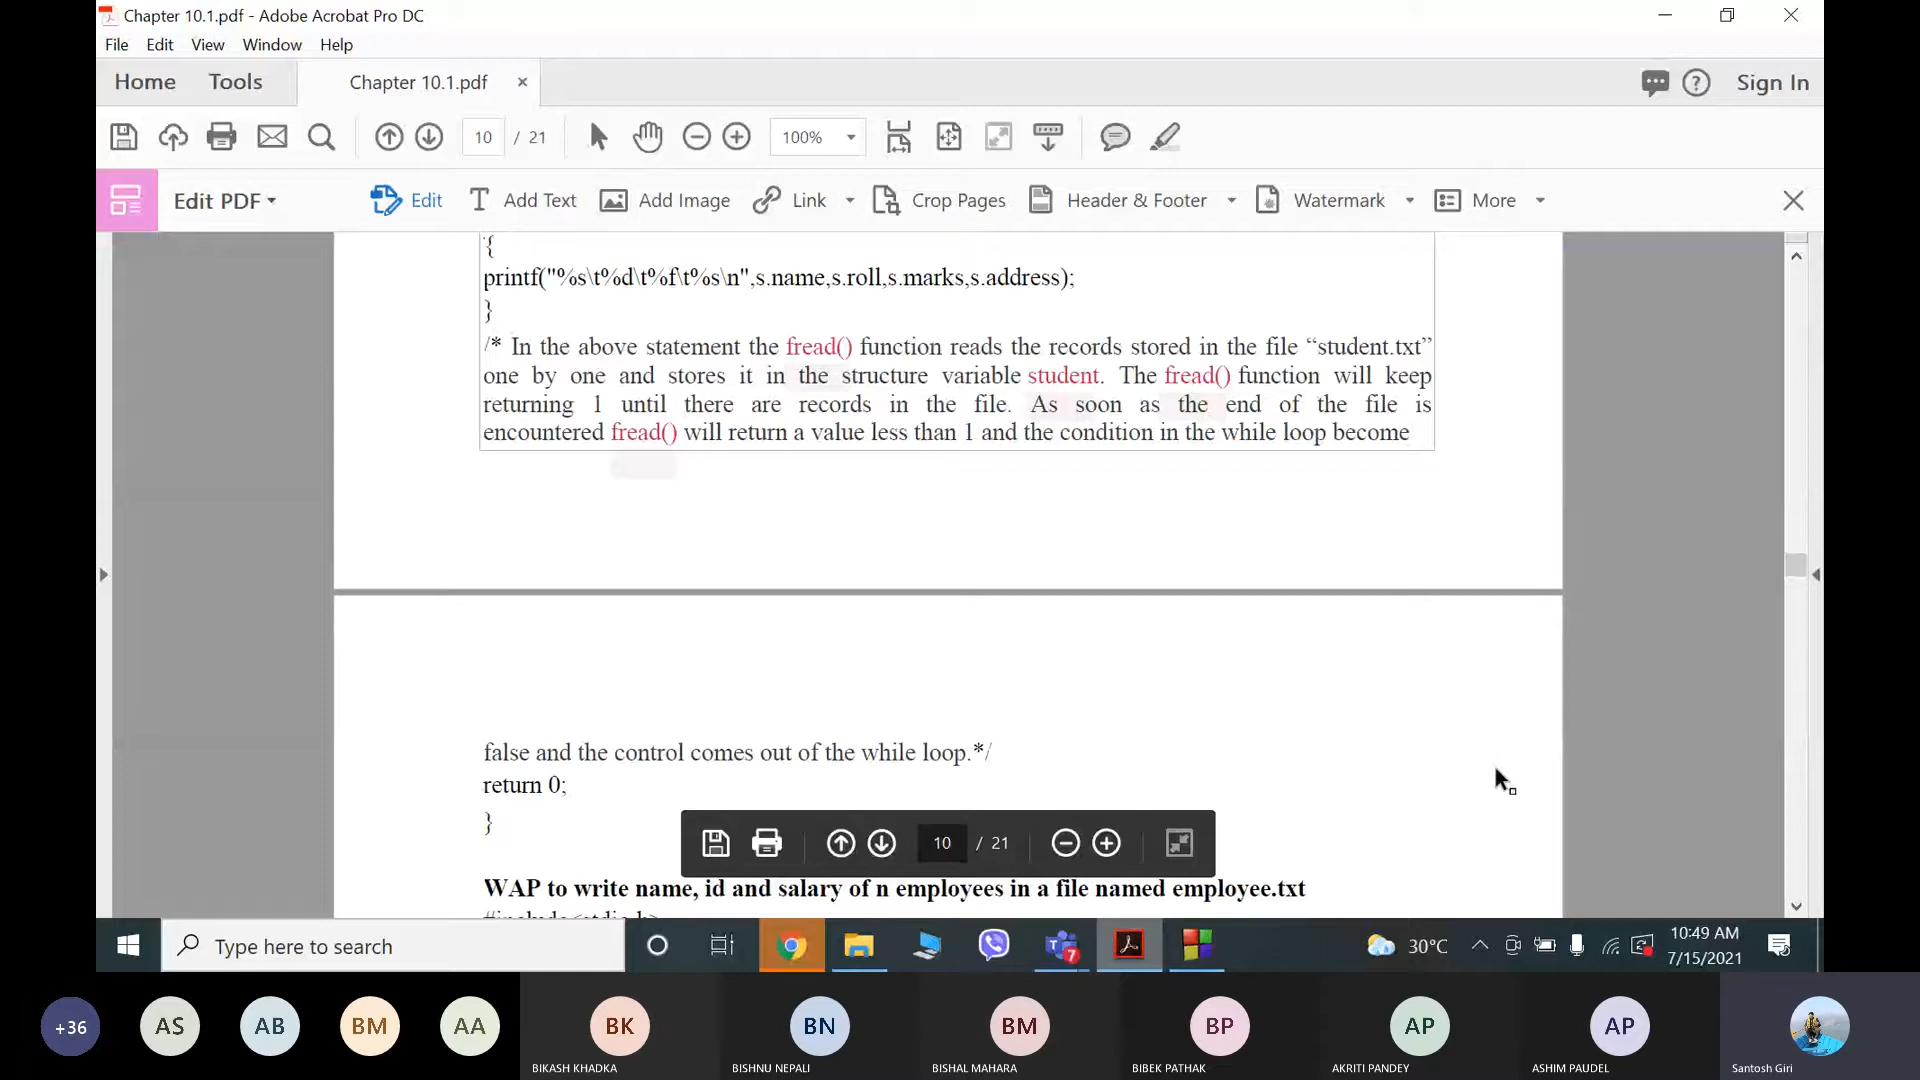 Chapter 10.1.pdf - Adobe Acrobat Pro DC
File Edit View Window Help
Home Tools Chapter 10.1.pdf × Sign In
10 / 21 100%
Edit PDF Edit Add Text Add Image Link Crop Pages Header & Footer Watermark More
{
printf("%s\t%d\t%f\t%s\n",s.name,s.roll,s.marks,s.address);
}
/* In the above statement the fread() function reads the records stored in the file “student.txt”
one by one and stores it in the structure variable student. The fread() function will keep
returning 1 until there are records in the file. As soon as the end of the file is
encountered fread() will return a value less than 1 and the condition in the while loop become
false and the control comes out of the while loop.*/
return 0;
}
10 / 21
WAP to write name, id and salary of n employees in a file named employee.txt
#include<stdio.h>
Type here to search 7 30°C 10:49 AM
7/15/2021
+36 AS AB BM AA BK BN BM BP AP AP
BIKASH KHADKA BISHNU NEPALI BISHAL MAHARA BIBEK PATHAK AKRITI PANDEY ASHIM PAUDEL Santosh Giri